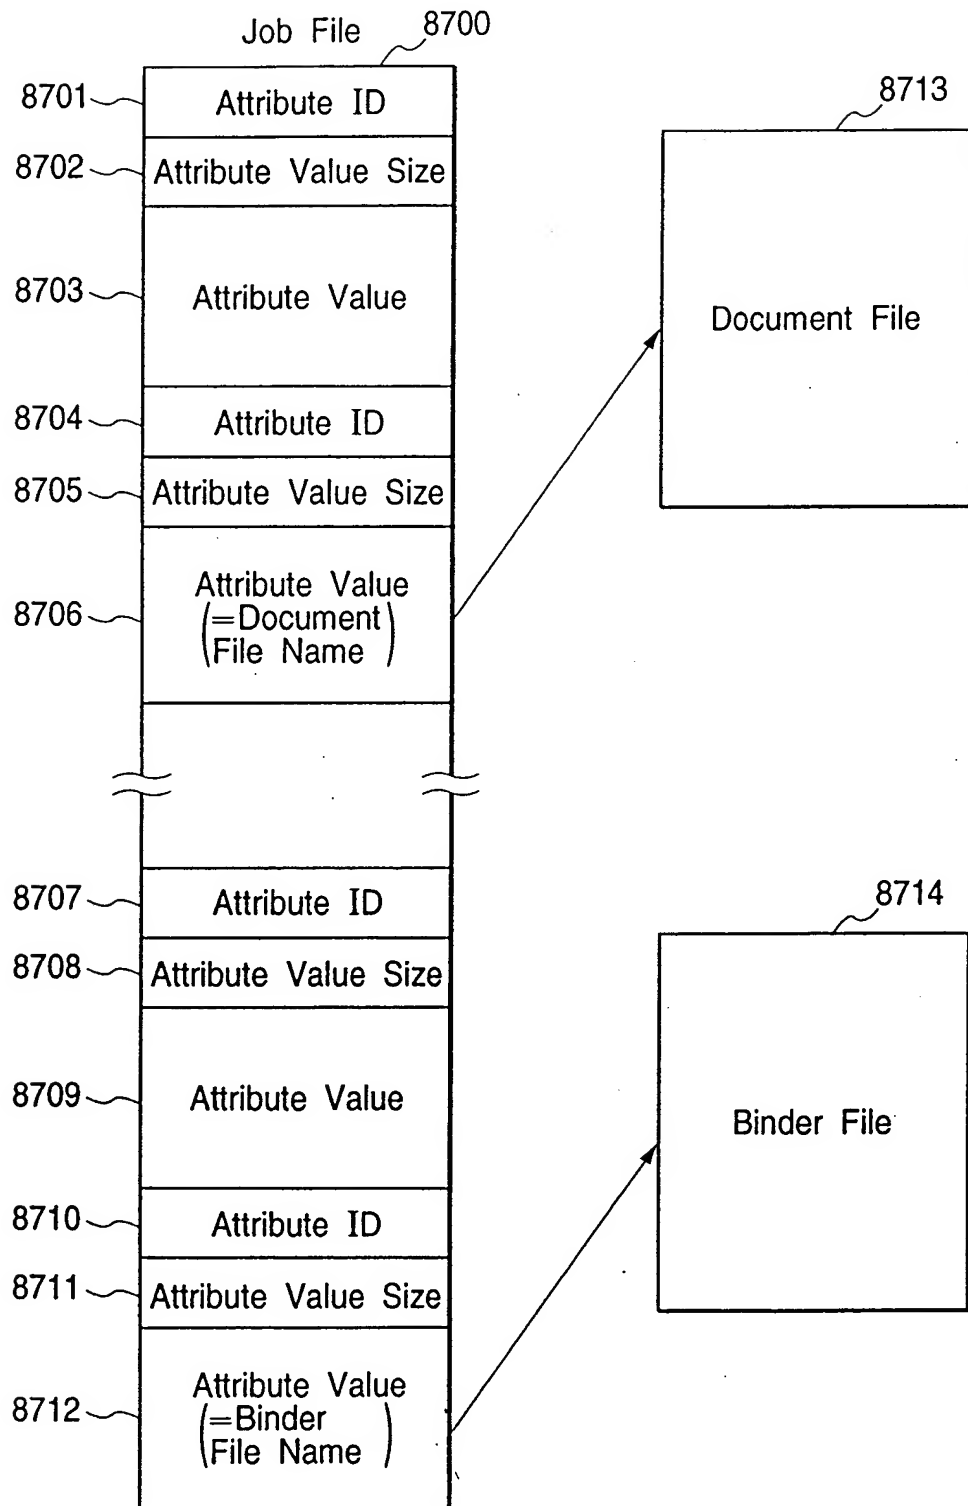 Job File
8700
8701
Attribute ID
8713
8702
Attribute Value Size
8703
Attribute Value
Document File
8704
Attribute ID
8705
Attribute Value Size
8706
Attribute Value
(=Document
File Name)
8707
Attribute ID
8714
8708
Attribute Value Size
8709
Attribute Value
Binder File
8710
Attribute ID
8711
Attribute Value Size
8712
Attribute Value
(=Binder
File Name)